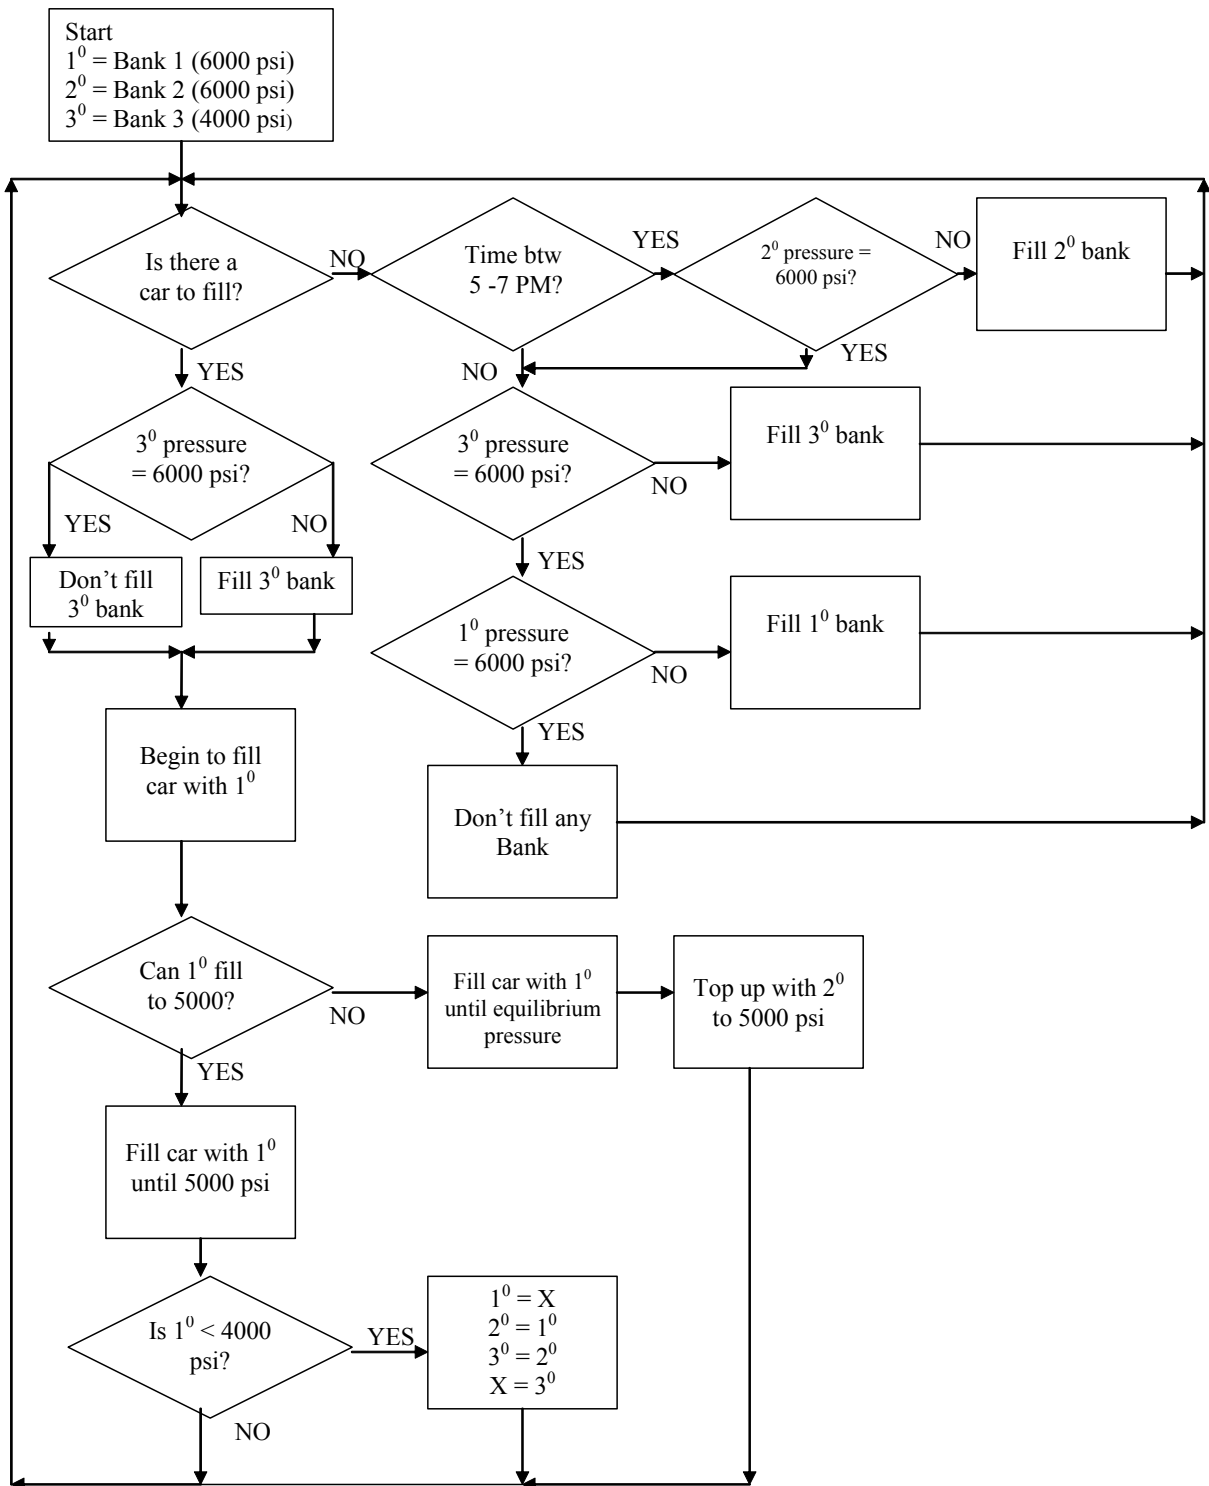 Start
1⁰ = Bank 1 (6000 psi)
2⁰ = Bank 2 (6000 psi)
3⁰ = Bank 3 (4000 psi)
Is there a
car to fill?
NO
Time btw
5 -7 PM?
YES
2⁰ pressure =
6000 psi?
NO
Fill 2⁰ bank
YES
NO
YES
3⁰ pressure
= 6000 psi?
YES
NO
Don't fill
3⁰ bank
Fill 3⁰ bank
3⁰ pressure
= 6000 psi?
NO
Fill 3⁰ bank
YES
1⁰ pressure
= 6000 psi?
NO
Fill 1⁰ bank
YES
Don't fill any
Bank
Begin to fill
car with 1⁰
Can 1⁰ fill
to 5000?
NO
Fill car with 1⁰
until equilibrium
pressure
Top up with 2⁰
to 5000 psi
YES
Fill car with 1⁰
until 5000 psi
Is 1⁰ < 4000
psi?
YES
1⁰ = X
2⁰ = 1⁰
3⁰ = 2⁰
X = 3⁰
NO